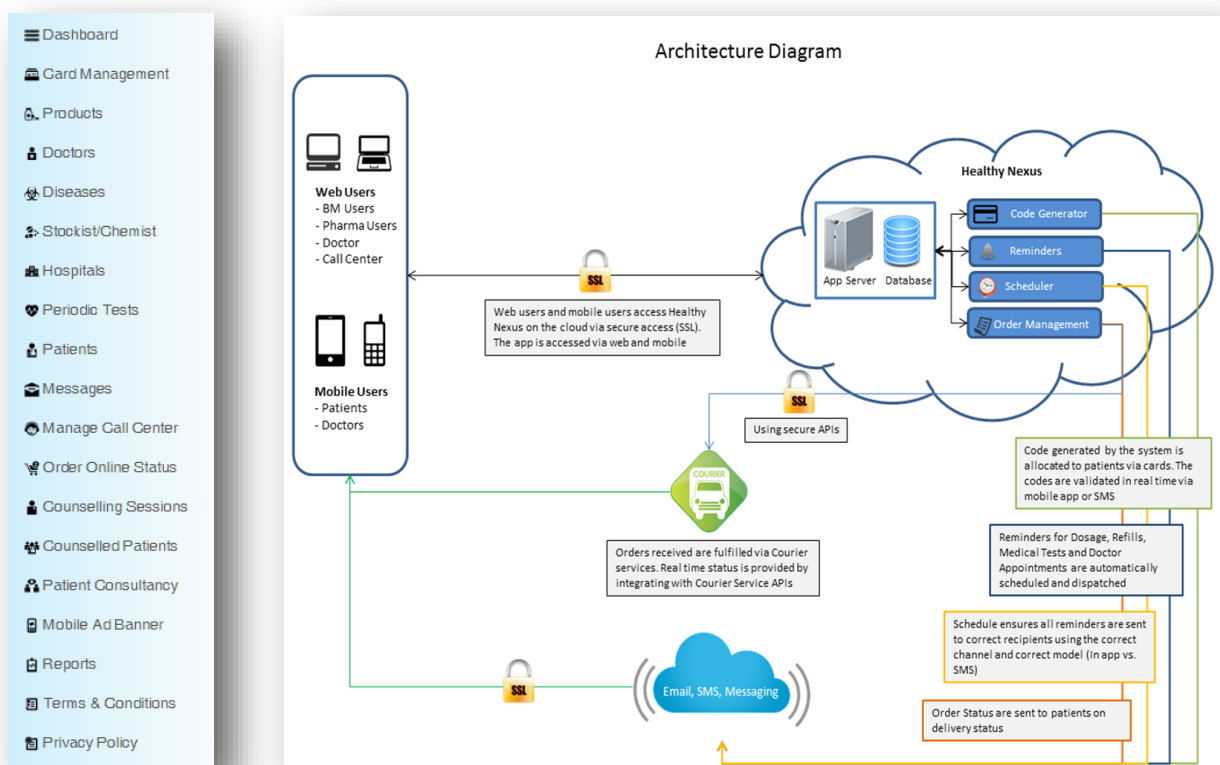 Dashboard
Card Management
Products
Doctors
Diseases
Stockist/Chemist
Hospitals
Periodic Tests
Patients
Messages
Manage Call Center
Order Online Status
Counselling Sessions
Counselled Patients
Patient Consultancy
Mobile Ad Banner
Reports
Terms & Conditions
Privacy Policy
Architecture Diagram
Web Users
- BM Users
- Pharma Users
- Doctor
- Call Center
Mobile Users
- Patients
- Doctors
SSL
Web users and mobile users access Healthy
Nexus on the cloud via secure access (SSL).
The app is accessed via web and mobile
Healthy Nexus
App Server
Database
Code Generator
Reminders
Scheduler
Order Management
SSL
Using secure APIs
COURIER
Orders received are fulfilled via Courier
services. Real time status is provided by
integrating with Courier Service APIs
Code generated by the system is
allocated to patients via cards. The
codes are validated in real time via
mobile app or SMS
Reminders for Dosage, Refills,
Medical Tests and Doctor
Appointments are automatically
scheduled and dispatched
Schedule ensures all reminders are sent
to correct recipients using the correct
channel and correct model (In app vs.
SMS)
Order Status are sent to patients on
delivery status
SSL
Email, SMS, Messaging